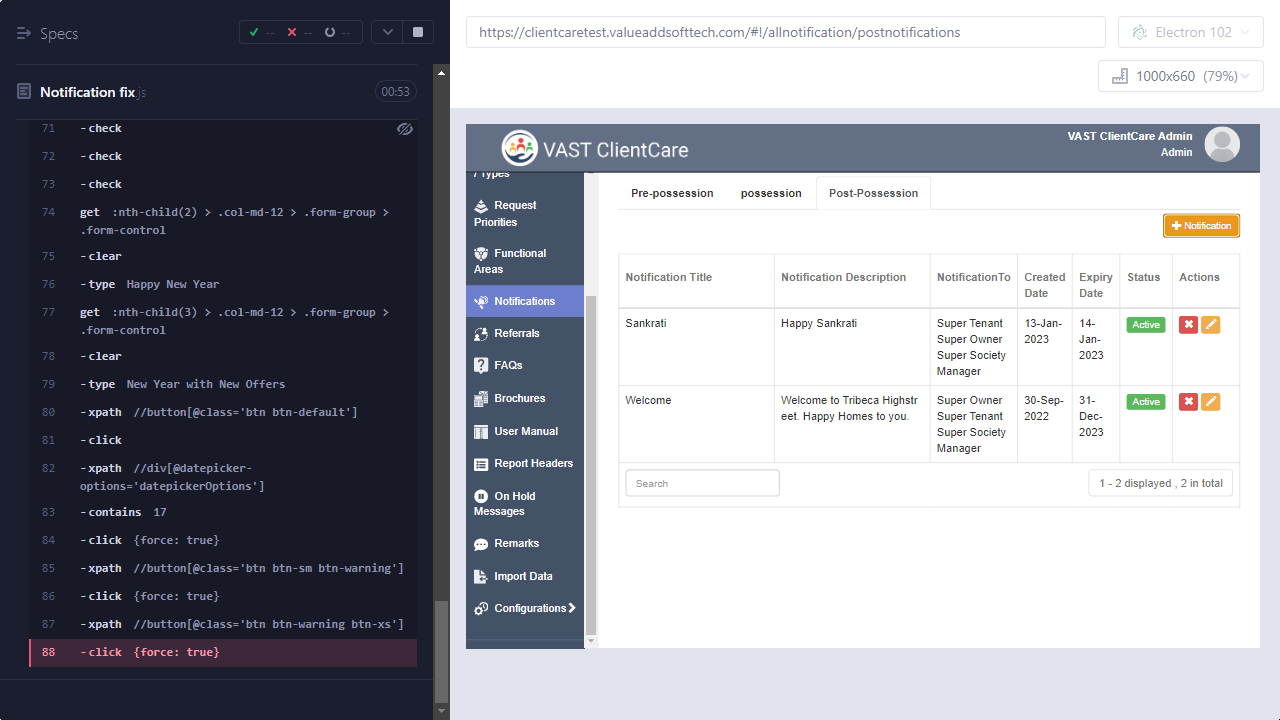 Specs
--
--
--
https://clientcaretest.valueaddsofttech.com/#!/allnotification/postnotifications
Electron 102
1000x660 (79%)
Notification fix.js
00:53
71 -check
72 -check
73 -check
74 get :nth-child(2) > .col-md-12 > .form-group >
.form-control
75 -clear
76 -type Happy New Year
77 get :nth-child(3) > .col-md-12 > .form-group >
.form-control
78 -clear
79 -type New Year with New Offers
80 -xpath //button[@class='btn btn-default']
81 -click
82 -xpath //div[@datepicker-
options='datepickerOptions']
83 -contains 17
84 -click {force: true}
85 -xpath //button[@class='btn btn-sm btn-warning']
86 -click {force: true}
87 -xpath //button[@class='btn btn-warning btn-xs']
88 -click {force: true}
VAST ClientCare
VAST ClientCare Admin
Admin
/ Types
Request
Priorities
Functional
Areas
Notifications
Referrals
FAQs
Brochures
User Manual
Report Headers
On Hold
Messages
Remarks
Import Data
Configurations
Pre-possession
possession
Post-Possession
Notification
Notification Title
Notification Description
NotificationTo
Created
Date
Expiry
Date
Status
Actions
Sankrati
Happy Sankrati
Super Tenant
Super Owner
Super Society
Manager
13-Jan-
2023
14-
Jan-
2023
Active
Welcome
Welcome to Tribeca Highstr
eet. Happy Homes to you.
Super Owner
Super Tenant
Super Society
Manager
30-Sep-
2022
31-
Dec-
2023
Active
Search
1 - 2 displayed , 2 in total